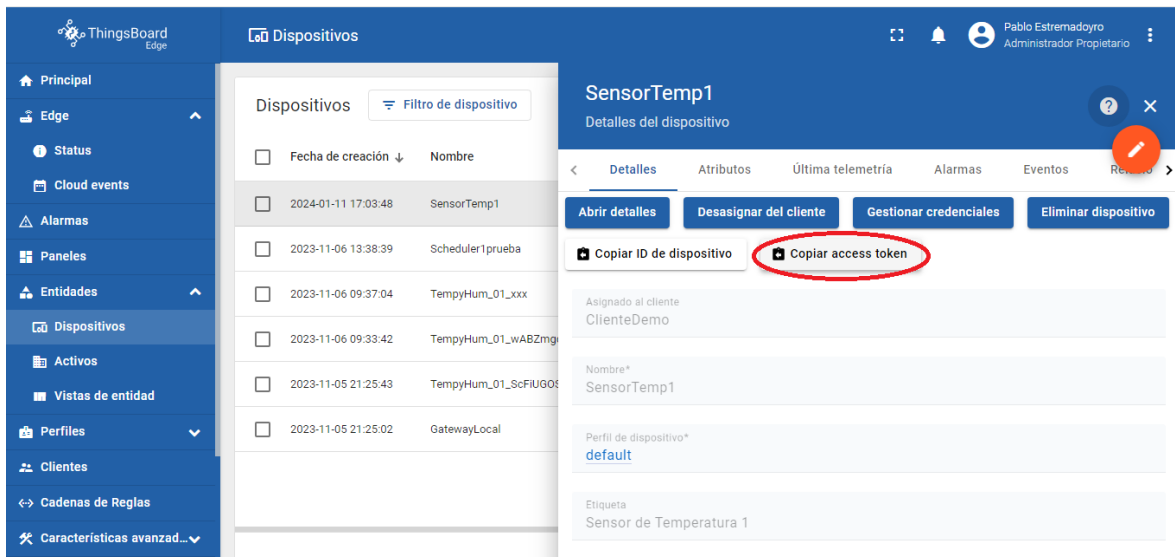 ThingsBoard
Edge
Dispositivos
Pablo Estremadoyro
Administrador Propietario
Principal
Edge
Status
Cloud events
Alarmas
Paneles
Entidades
Dispositivos
Activos
Vistas de entidad
Perfiles
Clientes
Cadenas de Reglas
Características avanzad...
Dispositivos
Filtro de dispositivo
Fecha de creación Nombre
2024-01-11 17:03:48 SensorTemp1
2023-11-06 13:38:39 Scheduler1prueba
2023-11-06 09:37:04 TempyHum_01_xxx
2023-11-06 09:33:42 TempyHum_01_wABZmg
2023-11-05 21:25:43 TempyHum_01_ScFiUGOS
2023-11-05 21:25:02 GatewayLocal
SensorTemp1
Detalles del dispositivo
Detalles Atributos Última telemetría Alarmas Eventos
Abrir detalles Desasignar del cliente Gestionar credenciales Eliminar dispositivo
Copiar ID de dispositivo Copiar access token
Asignado al cliente
ClienteDemo
Nombre*
SensorTemp1
Perfil de dispositivo*
default
Etiqueta
Sensor de Temperatura 1